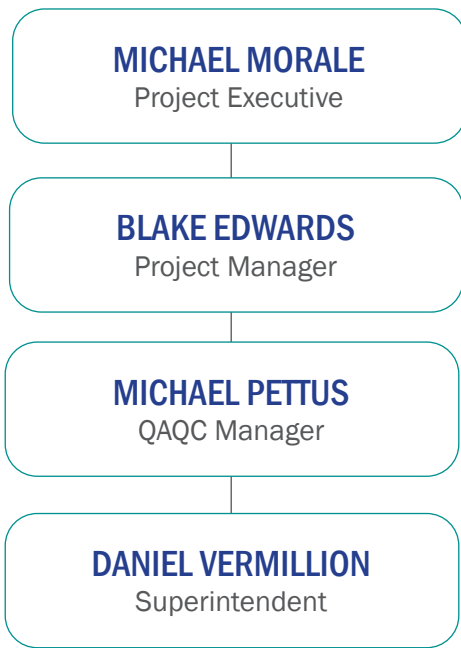 MICHAEL MORALE
Project Executive
BLAKE EDWARDS
Project Manager
MICHAEL PETTUS
QAQC Manager
DANIEL VERMILLION
Superintendent